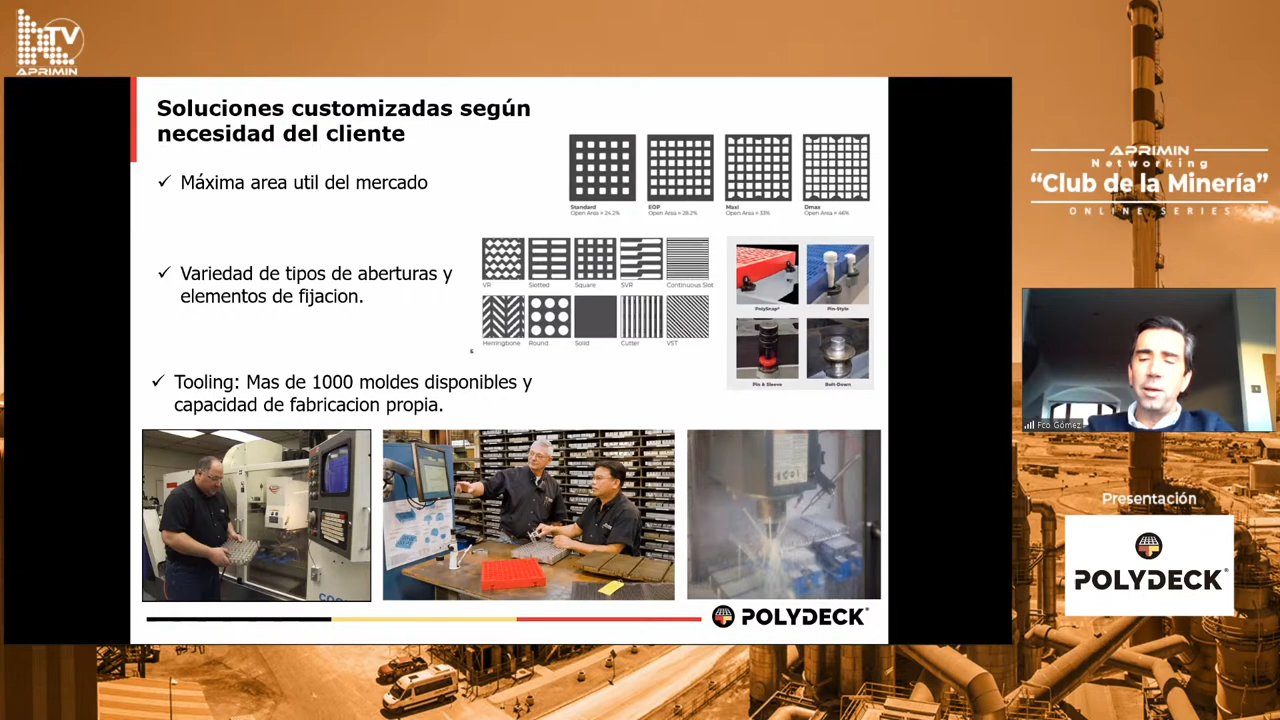 TV
APRIMIN
Soluciones customizadas según
necesidad del cliente
✓ Máxima area util del mercado
Standard
Open Area = 24.2%
EOP
Open Area = 28.2%
Maxi
Open Area = 33%
Dmax
Open Area = 46%
✓ Variedad de tipos de aberturas y
elementos de fijacion.
VR
Slotted
Square
SVR
Continuous Slot
Herringbone
Round
Solid
Cutter
VST
PolySnap®
Pin-Style
Pin & Sleeve
Bolt-Down
✓ Tooling: Mas de 1000 moldes disponibles y
capacidad de fabricacion propia.
POLYDECK®
APRIMIN
Networking
“Club de la Minería”
ONLINE SERIES
Fco Gómez
Presentación
POLYDECK®